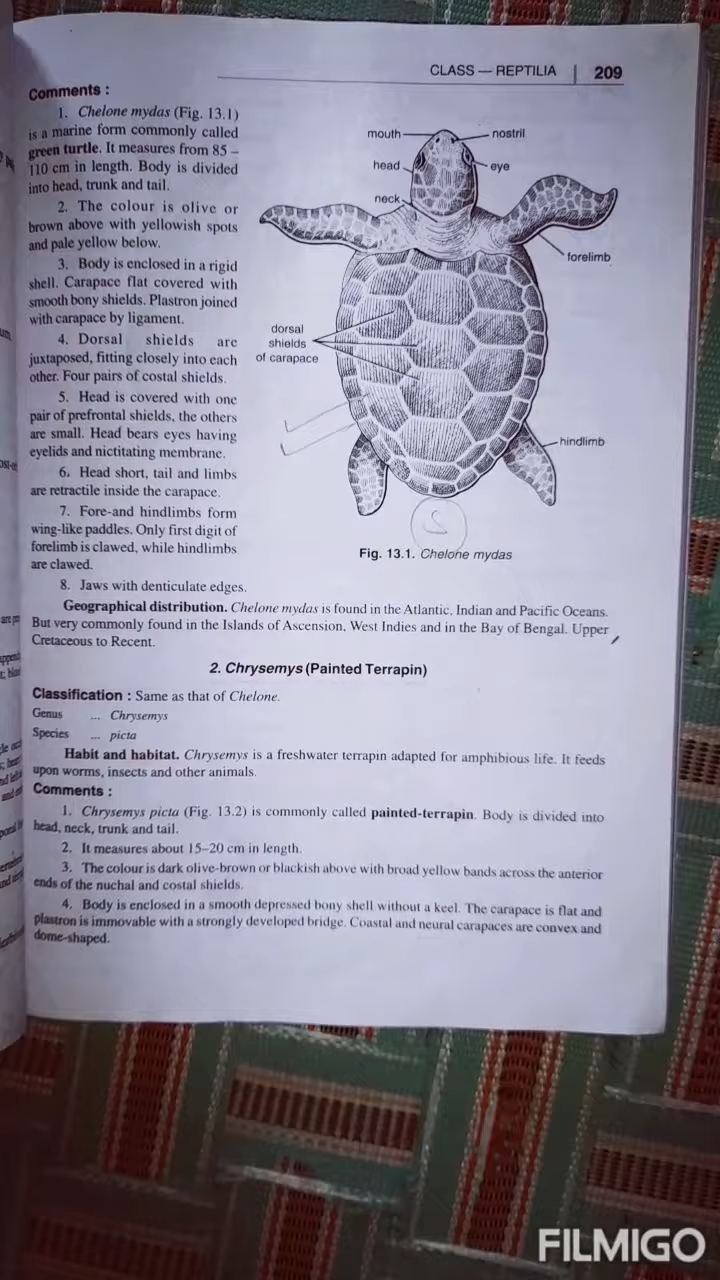 CLASS — REPTILIA | 209
Comments :
1. Chelone mydas (Fig. 13.1)
is a marine form commonly called
green turtle. It measures from 85 –
110 cm in length. Body is divided
into head, trunk and tail.
2. The colour is olive or
brown above with yellowish spots
and pale yellow below.
3. Body is enclosed in a rigid
shell. Carapace flat covered with
smooth bony shields. Plastron joined
with carapace by ligament.
4. Dorsal shields are
juxtaposed, fitting closely into each
other. Four pairs of costal shields.
5. Head is covered with one
pair of prefrontal shields, the others
are small. Head bears eyes having
eyelids and nictitating membrane.
6. Head short, tail and limbs
are retractile inside the carapace.
7. Fore-and hindlimbs form
wing-like paddles. Only first digit of
forelimb is clawed, while hindlimbs
are clawed.
8. Jaws with denticulate edges.
mouth
nostril
head
eye
neck
forelimb
dorsal
shields
of carapace
hindlimb
2
Fig. 13.1. Chelone mydas
Geographical distribution. Chelone mydas is found in the Atlantic, Indian and Pacific Oceans.
But very commonly found in the Islands of Ascension, West Indies and in the Bay of Bengal. Upper
Cretaceous to Recent.
2. Chrysemys (Painted Terrapin)
Classification : Same as that of Chelone.
Genus ... Chrysemys
Species ... picta
Habit and habitat. Chrysemys is a freshwater terrapin adapted for amphibious life. It feeds
upon worms, insects and other animals.
Comments :
1. Chrysemys picta (Fig. 13.2) is commonly called painted-terrapin. Body is divided into
head, neck, trunk and tail.
2. It measures about 15–20 cm in length.
3. The colour is dark olive-brown or blackish above with broad yellow bands across the anterior
ends of the nuchal and costal shields.
4. Body is enclosed in a smooth depressed bony shell without a keel. The carapace is flat and
plastron is immovable with a strongly developed bridge. Coastal and neural carapaces are convex and
dome-shaped.
FILMIGO